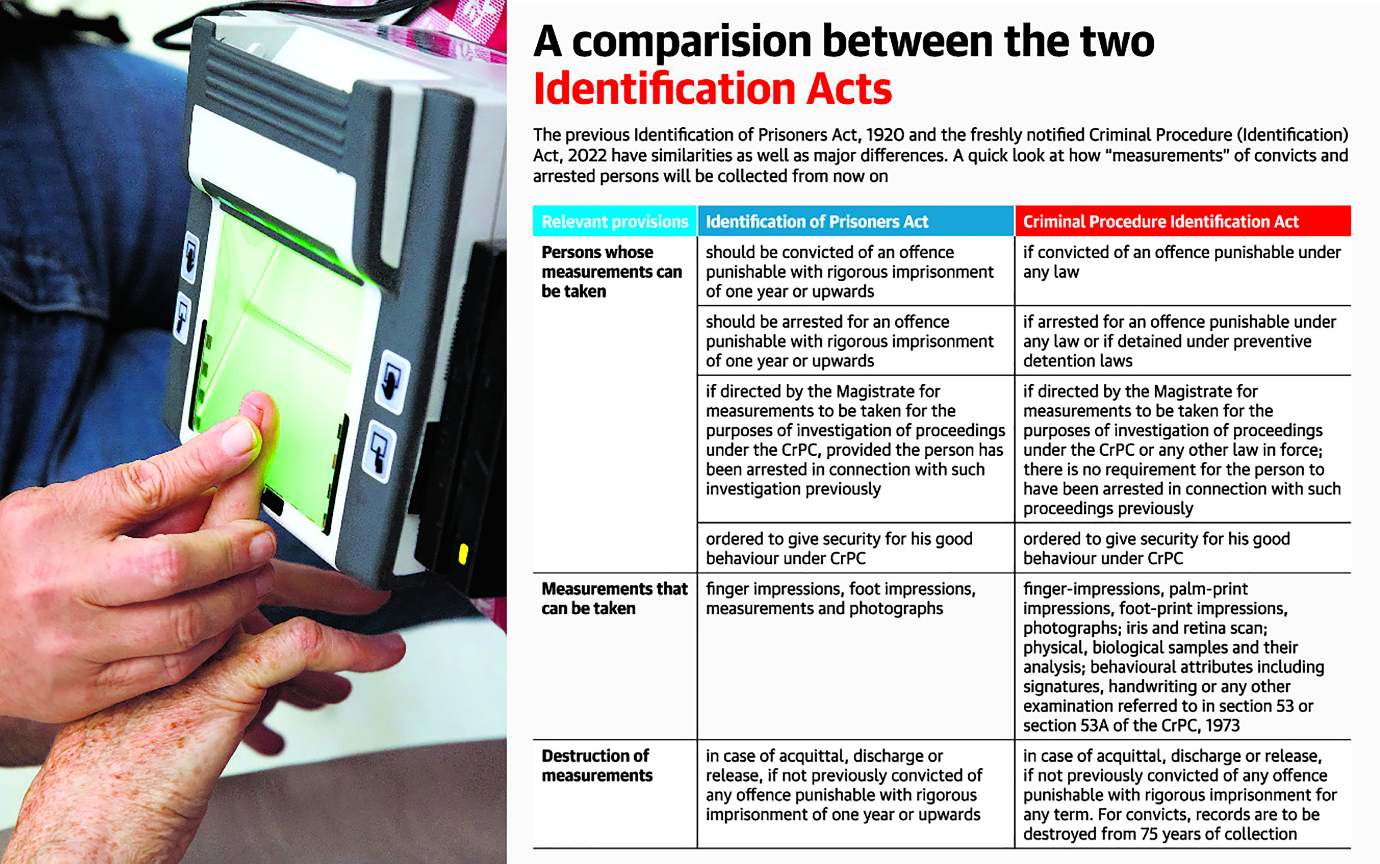 A comparision between the two
Identification Acts
The previous Identification of Prisoners Act, 1920 and the freshly notified Criminal Procedure (Identification)
Act, 2022 have similarities as well as major differences. A quick look at how “measurements” of convicts and
arrested persons will be collected from now on
Relevant provisions
Identification of Prisoners Act
Criminal Procedure Identification Act
Persons whose
measurements can
be taken
should be convicted of an offence
punishable with rigorous imprisonment
of one year or upwards
if convicted of an offence punishable under
any law
should be arrested for an offence
punishable with rigorous imprisonment
of one year or upwards
if arrested for an offence punishable under
any law or if detained under preventive
detention laws
if directed by the Magistrate for
measurements to be taken for the
purposes of investigation of proceedings
under the CrPC, provided the person has
been arrested in connection with such
investigation previously
if directed by the Magistrate for
measurements to be taken for the
purposes of investigation of proceedings
under the CrPC or any other law in force;
there is no requirement for the person to
have been arrested in connection with such
proceedings previously
ordered to give security for his good
behaviour under CrPC
ordered to give security for his good
behaviour under CrPC
Measurements that
can be taken
finger impressions, foot impressions,
measurements and photographs
finger-impressions, palm-print
impressions, foot-print impressions,
photographs; iris and retina scan;
physical, biological samples and their
analysis; behavioural attributes including
signatures, handwriting or any other
examination referred to in section 53 or
section 53A of the CrPC, 1973
Destruction of
measurements
in case of acquittal, discharge or
release, if not previously convicted of
any offence punishable with rigorous
imprisonment of one year or upwards
in case of acquittal, discharge or release,
if not previously convicted of any offence
punishable with rigorous imprisonment for
any term. For convicts, records are to be
destroyed from 75 years of collection